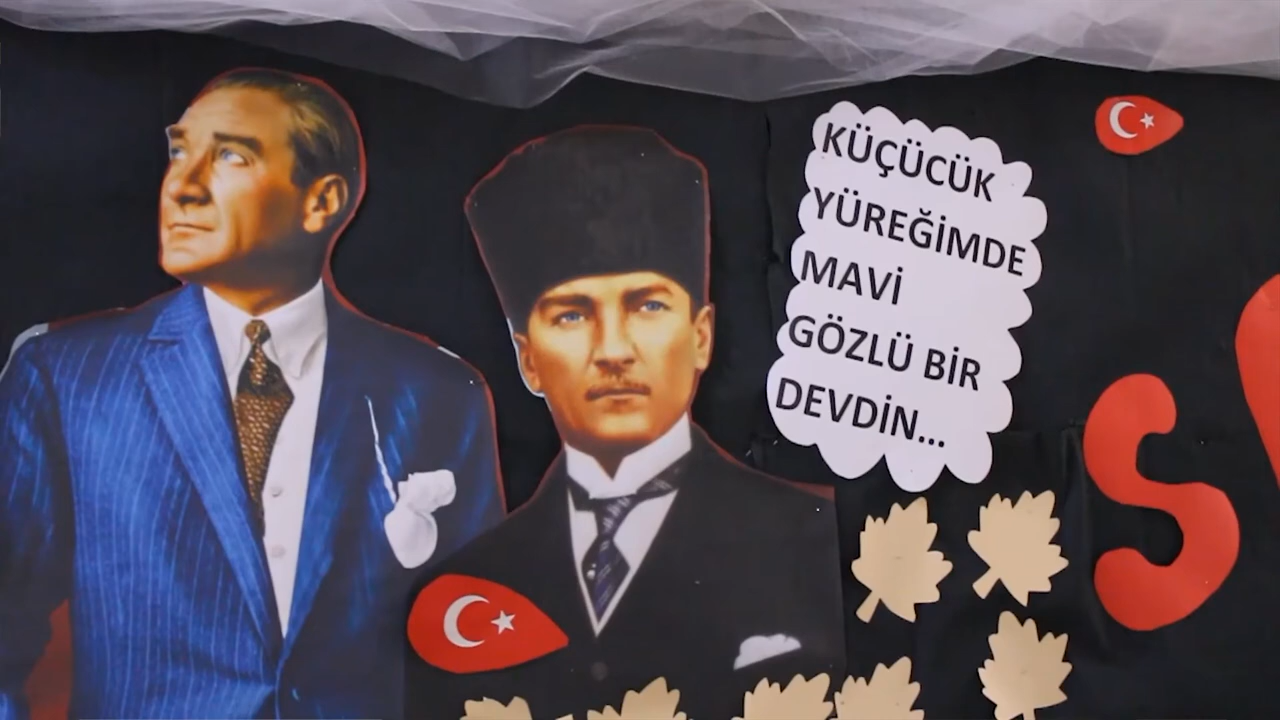 KÜÇÜCÜK
YÜREĞİMDE
MAVİ
GÖZLÜ BİR
DEVDİN...
S